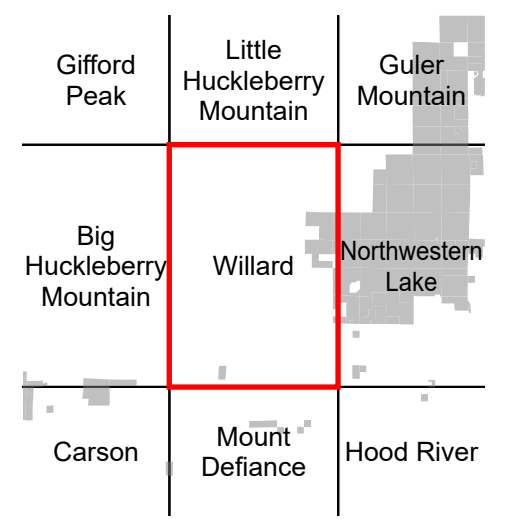 Gifford
Peak
Little
Huckleberry
Mountain
Guler
Mountain
Big
Huckleberry
Mountain
Willard
Northwestern
Lake
Carson
Mount
Defiance
Hood River